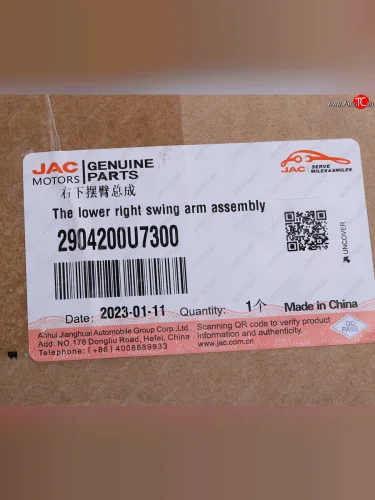 JAC
MOTORS
GENUINE
PARTS
JAC
SERVE
MILES&SMILES
右下摆臂总成
The lower right swing arm assembly
2904200U7300
UNCOVER
Date: 2023-01-11 Quantity: 1个 Made in China
Anhui Jianghuai Automobile Group Corp.,Ltd.
Add: NO 176 Dongliu Road, Hefei, China
Telephone: (+86) 4008889933
Scanning QR code to verify product
information and authenticity.
www.jac.com.cn
QC
PASS